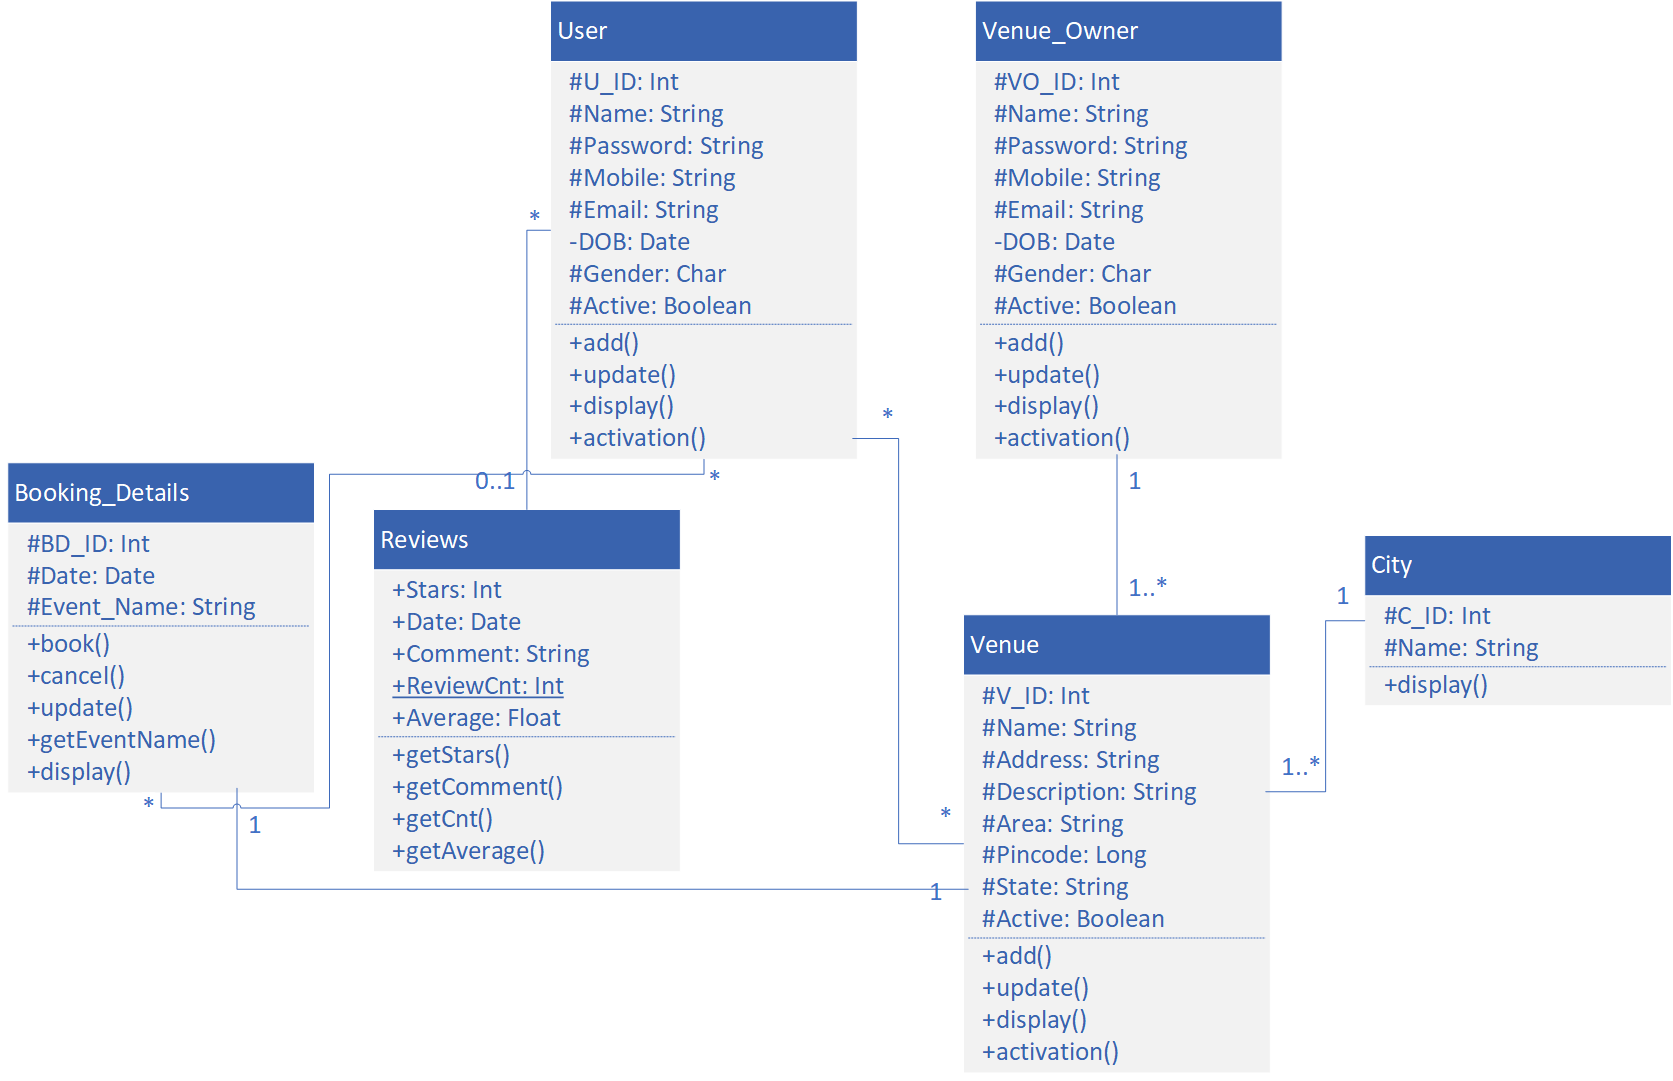 User
#U_ID: Int
#Name: String
#Password: String
#Mobile: String
#Email: String
-DOB: Date
#Gender: Char
#Active: Boolean
+add()
+update()
+display()
+activation()
Venue_Owner
#VO_ID: Int
#Name: String
#Password: String
#Mobile: String
#Email: String
-DOB: Date
#Gender: Char
#Active: Boolean
+add()
+update()
+display()
+activation()
*
*
0..1
*
1
Booking_Details
#BD_ID: Int
#Date: Date
#Event_Name: String
+book()
+cancel()
+update()
+getEventName()
+display()
*
1
Reviews
+Stars: Int
+Date: Date
+Comment: String
+ReviewCnt: Int
+Average: Float
+getStars()
+getComment()
+getCnt()
+getAverage()
1..*
Venue
#V_ID: Int
#Name: String
#Address: String
#Description: String
#Area: String
#Pincode: Long
#State: String
#Active: Boolean
+add()
+update()
+display()
+activation()
*
1
City
#C_ID: Int
#Name: String
+display()
1
1..*